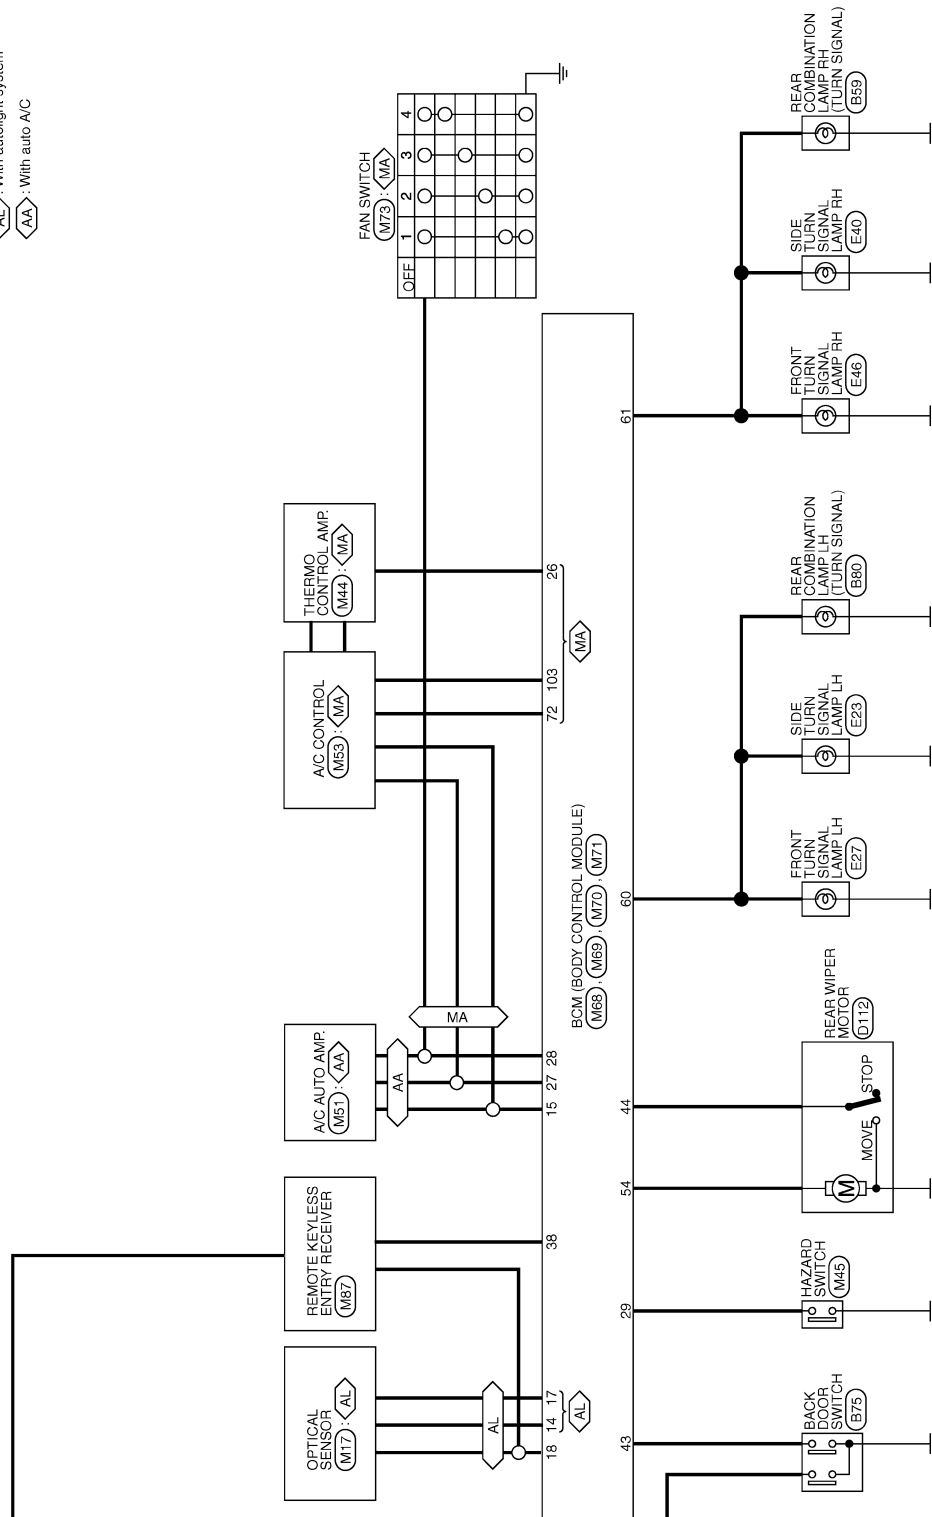 : With autolight system
AA : With auto A/C
FAN SWITCH
M73 : MA
OFF 1 2 3 4
THERMO
CONTROL AMP.
M44 : MA
A/C CONTROL
M53 : MA
A/C AUTO AMP.
M51 : AA
REMOTE KEYLESS
ENTRY RECEIVER
M87
OPTICAL
SENSOR
M17 : AL
MA
AA
AL
18 14 17 38 15 27 28 72 103 26
AL
MA
BCM (BODY CONTROL MODULE)
M68 , M69 , M70 , M71
43 29 54 44 60 61
BACK
DOOR
SWITCH
B75
HAZARD
SWITCH
M45
REAR WIPER
MOTOR
D112
M
MOVE
STOP
FRONT
TURN
SIGNAL
LAMP LH
E27
SIDE
TURN
SIGNAL
LAMP LH
E23
REAR
COMBINATION
LAMP LH
(TURN SIGNAL)
B80
FRONT
TURN
SIGNAL
LAMP RH
E46
SIDE
TURN
SIGNAL
LAMP RH
E40
REAR
COMBINATION
LAMP RH
(TURN SIGNAL)
B59